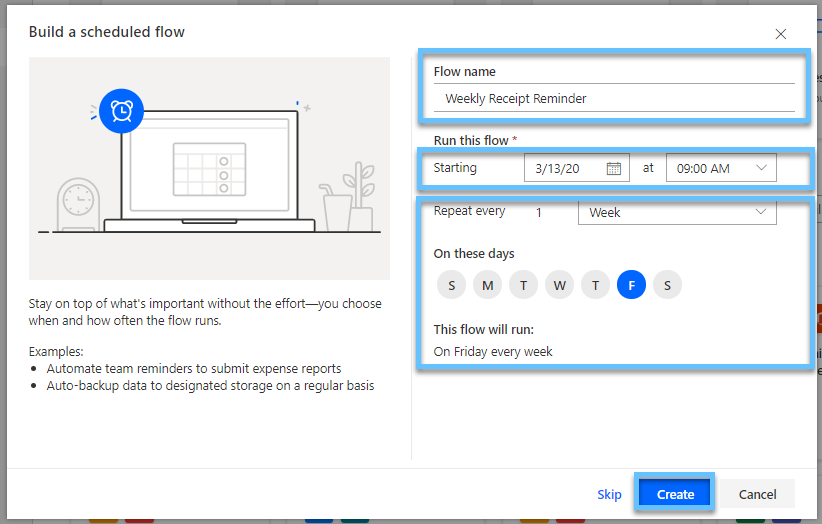 Build a scheduled flow
Flow name
Weekly Receipt Reminder
Run this flow *
Starting 3/13/20 at 09:00 AM
Repeat every 1 Week
On these days
S M T W T F S
This flow will run:
On Friday every week
Stay on top of what's important without the effort—you choose
when and how often the flow runs.
Examples:
Automate team reminders to submit expense reports
Auto-backup data to designated storage on a regular basis
Skip Create Cancel